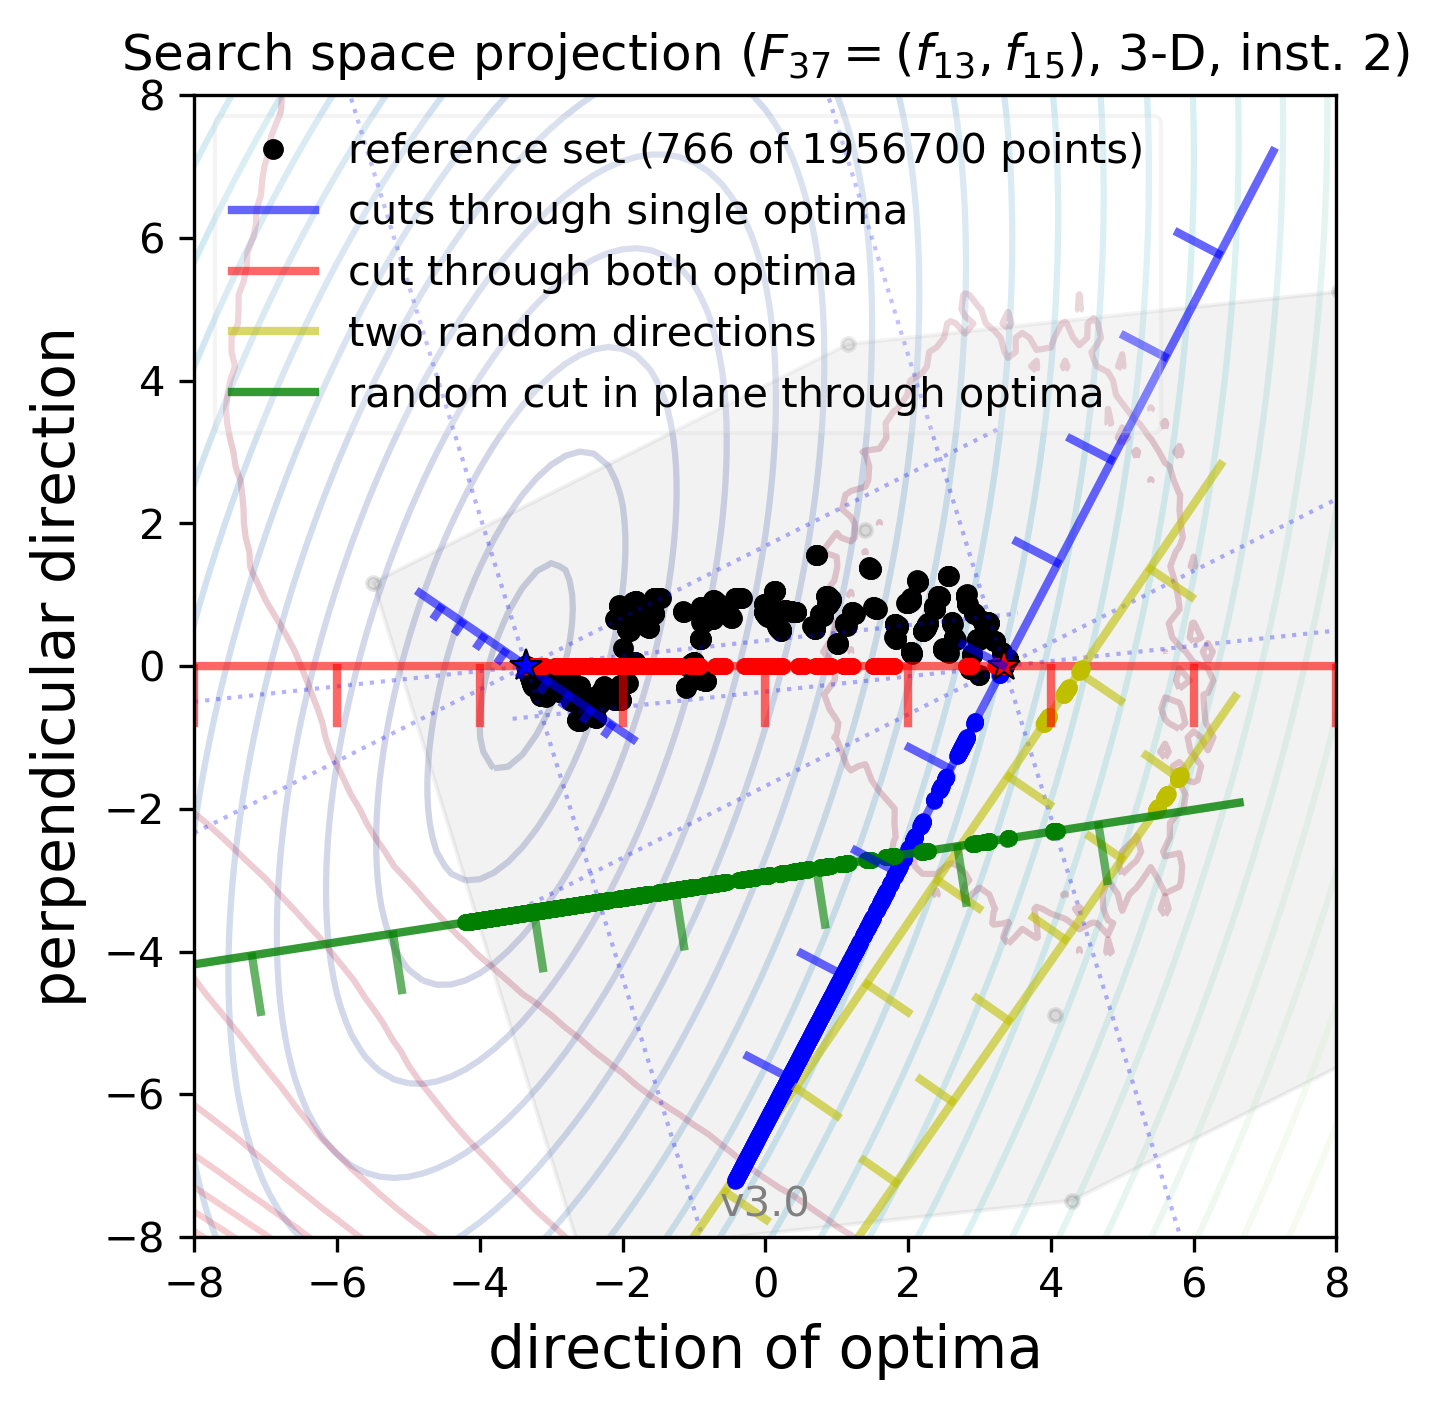 Search space projection (F37 = (f13, f15), 3-D, inst. 2)
reference set (766 of 1956700 points)
cuts through single optima
cut through both optima
two random directions
random cut in plane through optima
8
6
4
2
0
−2
−4
−6
−8
perpendicular direction
v3.0
−8 −6 −4 −2 0 2 4 6 8
direction of optima